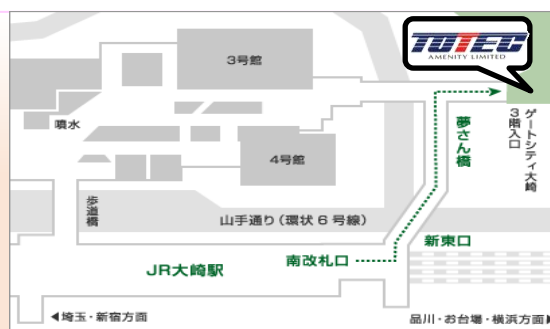 TOTEC
AMENITY LIMITED
3号館
噴水
4号館
夢さん橋
ゲートシティ大崎
3階入口
歩道橋
山手通り(環状6号線)
新東口
南改札口
JR大崎駅
◀埼玉・新宿方面
品川・お台場・横浜方面▶